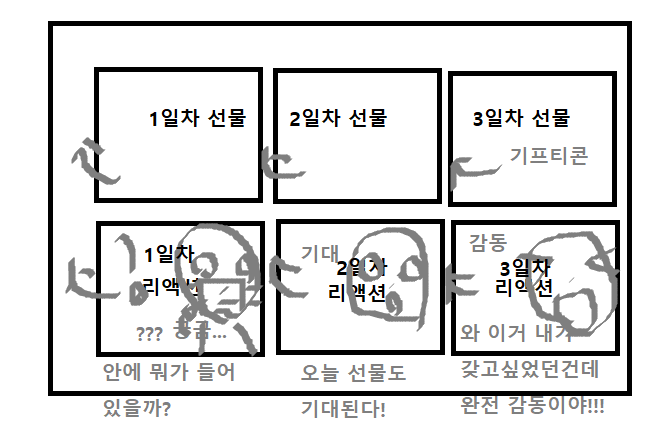 1일차 선물
2일차 선물
3일차 선물
기프티콘
1일차
리액션
??? 궁금...
안에 뭐가 들어
있을까?
기대
2일차
리액션
오늘 선물도
기대된다!
감동
3일차
리액션
와 이거 내가
갖고싶었던건데
완전 감동이야!!!